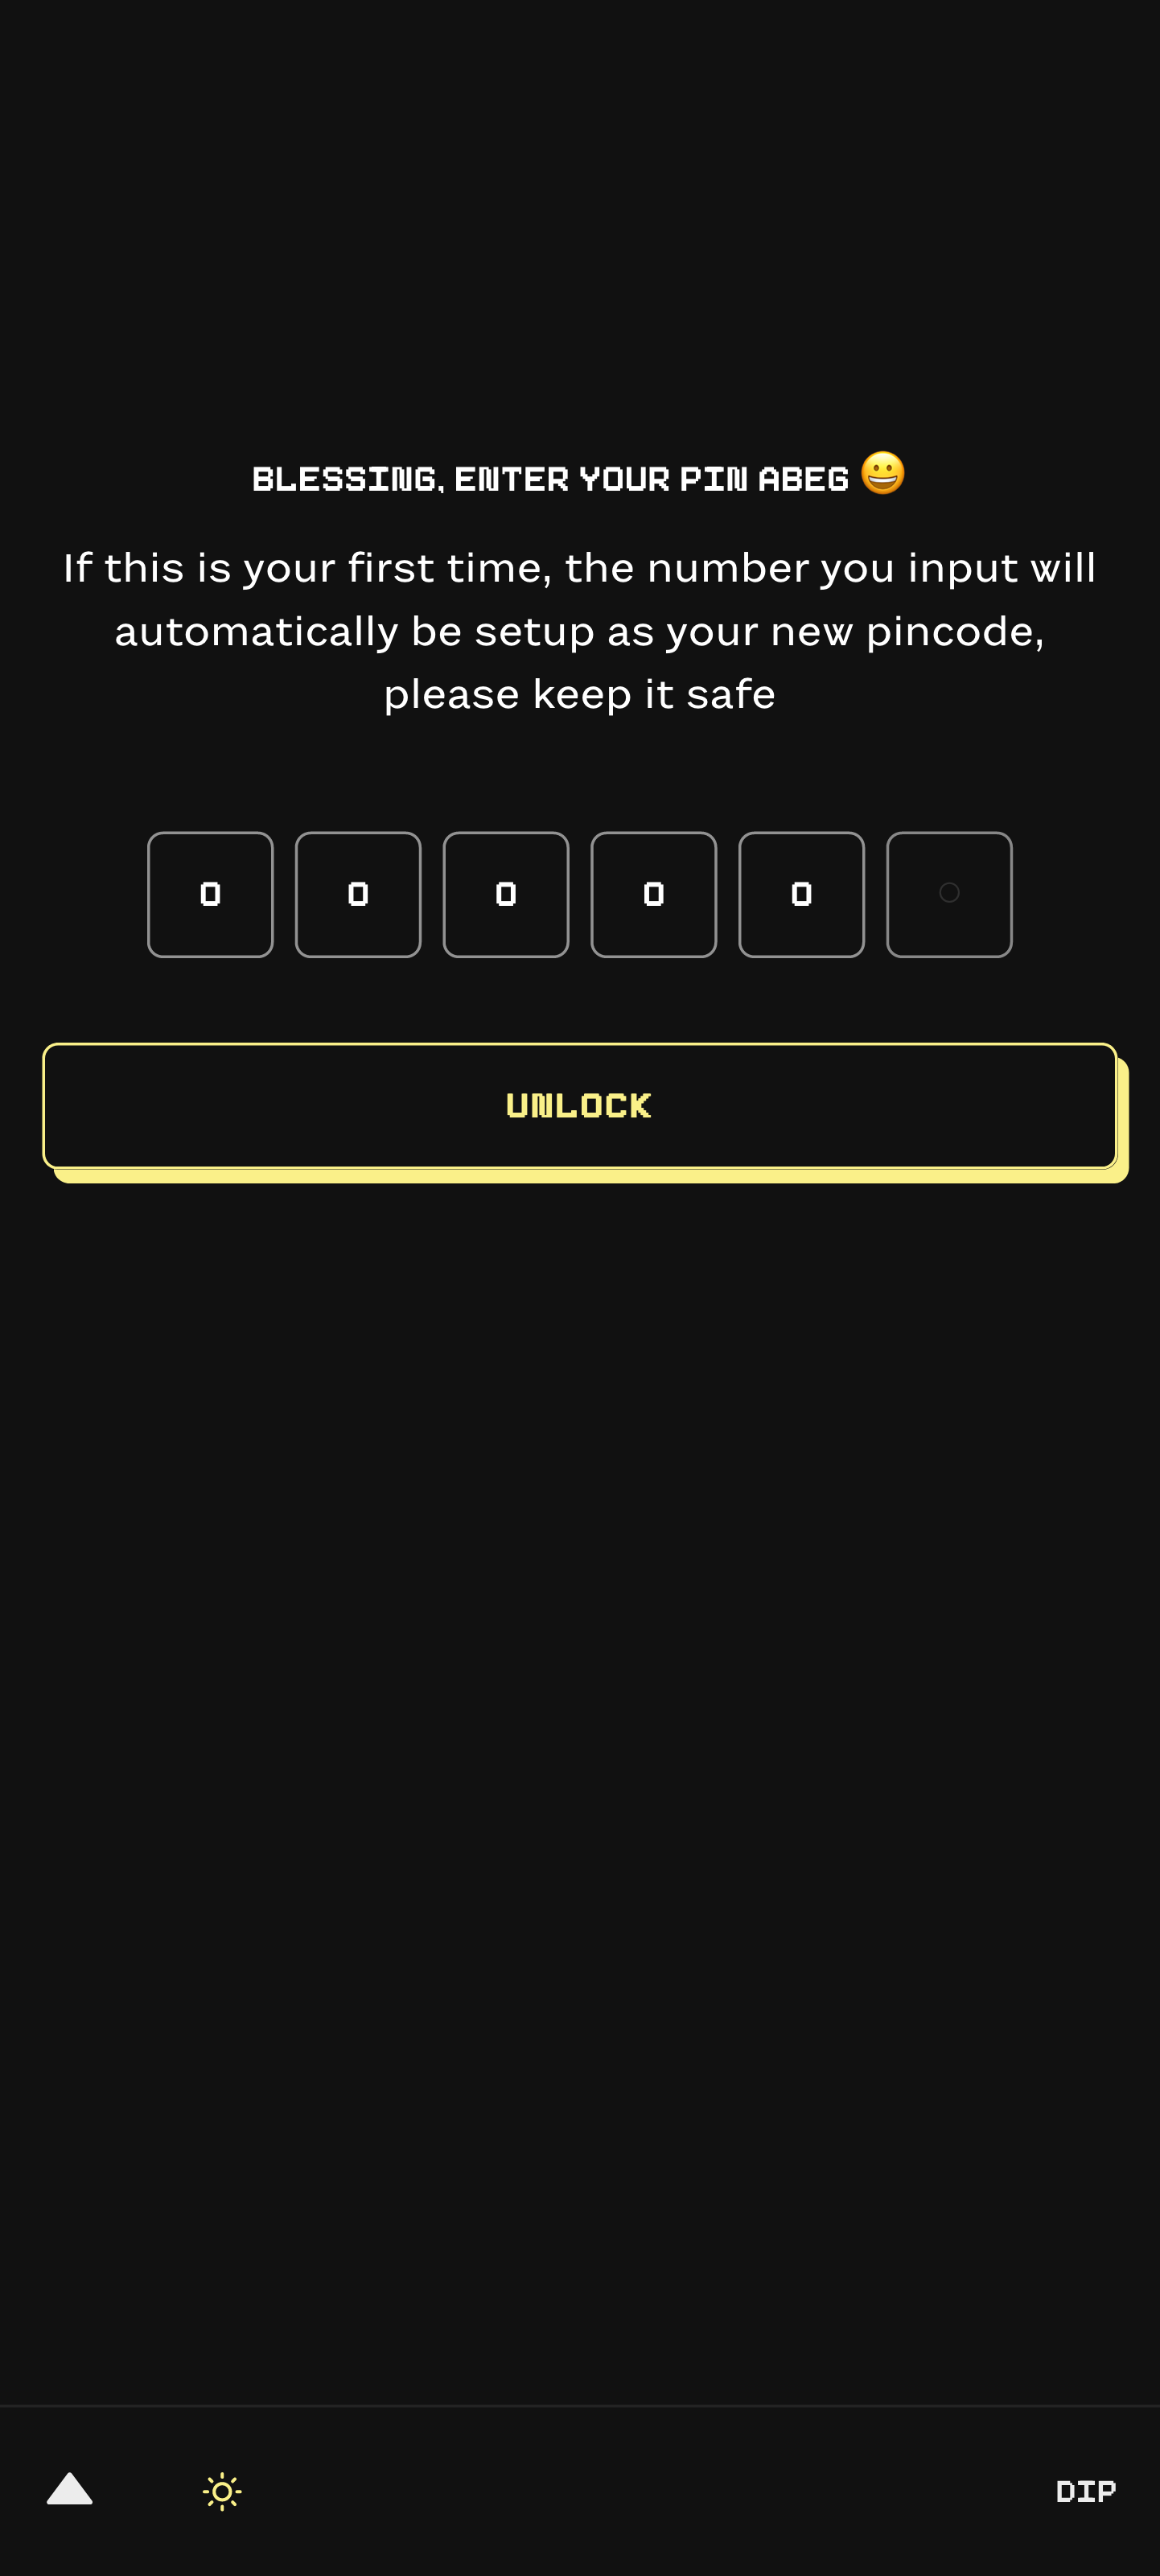 BLESSING, ENTER YOUR PIN ABEG 😀
If this is your first time, the number you input will
automatically be setup as your new pincode,
please keep it safe
0 0 0 0 0
UNLOCK
DIP